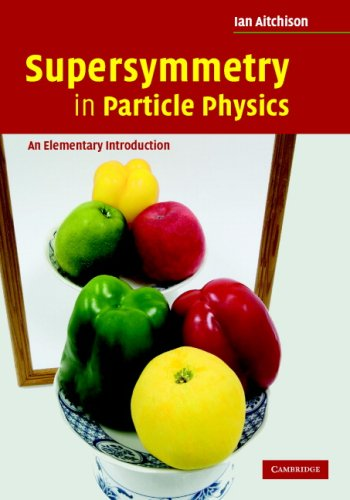 Ian Aitchison
Supersymmetry
in Particle Physics
An Elementary Introduction
CAMBRIDGE